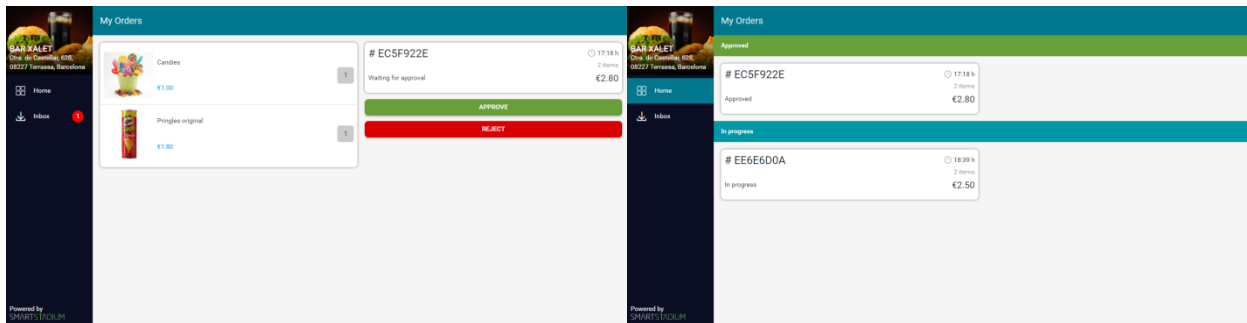 BAR XALET
Ctra. de Castellar, 628,
08227 Terrassa, Barcelona
Home
Inbox
1
Powered by
SMARTSTADIUM
My Orders
Candies
1
€1.00
Pringles original
1
€1.80
# EC5F922E
17:18 h
2 items
Waiting for approval
€2.80
APPROVE
REJECT
BAR XALET
Ctra. de Castellar, 628,
08227 Terrassa, Barcelona
Home
Inbox
Powered by
SMARTSTADIUM
My Orders
Approved
# EC5F922E
17:18 h
2 items
Approved
€2.80
In progress
# EE6E6D0A
18:39 h
2 items
In progress
€2.50